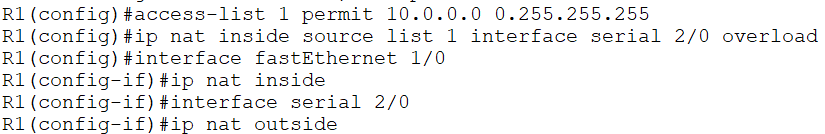 R1(config)#access-list 1 permit 10.0.0.0 0.255.255.255
R1(config)#ip nat inside source list 1 interface serial 2/0 overload
R1(config)#interface fastEthernet 1/0
R1(config-if)#ip nat inside
R1(config-if)#interface serial 2/0
R1(config-if)#ip nat outside